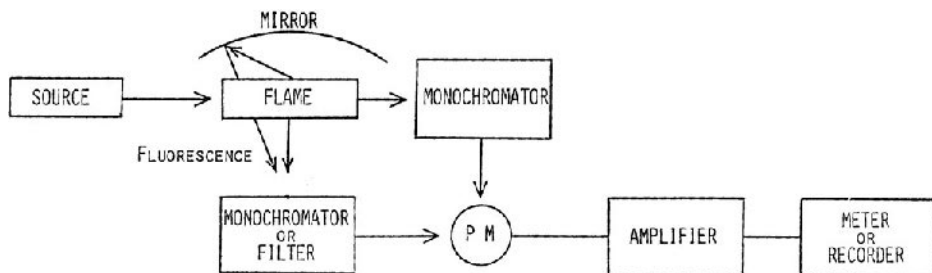 MIRROR
SOURCE
FLAME
MONOCHROMATOR
FLUORESCENCE
MONOCHROMATOR
OR
FILTER
P M
AMPLIFIER
METER
OR
RECORDER